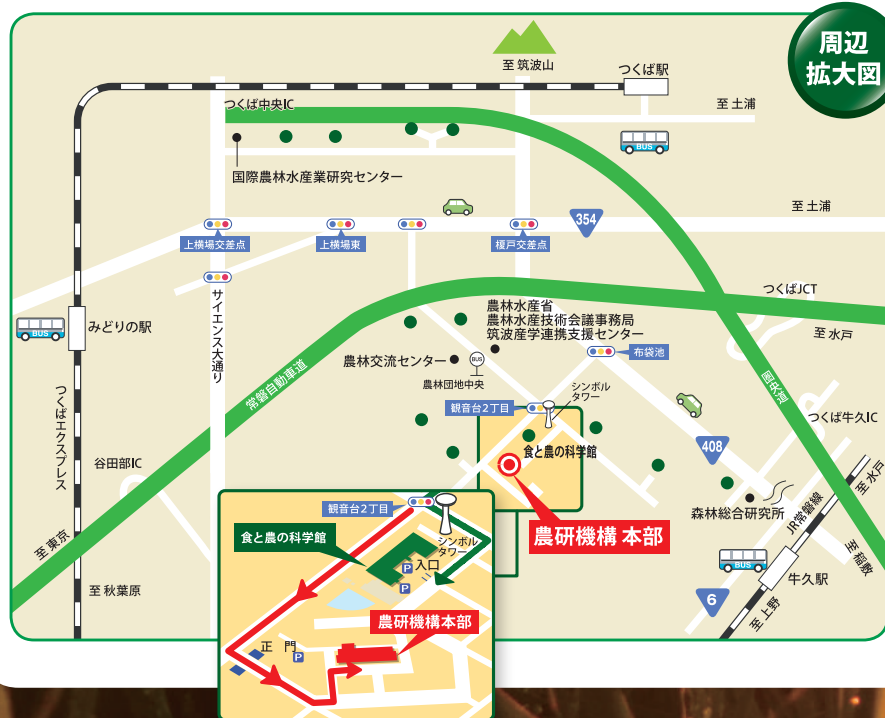 周辺
拡大図
至 筑波山
つくば駅
つくば中央IC
至 土浦
BUS
国際農林水産業研究センター
至 土浦
354
上横場交差点
上横場東
榎戸交差点
つくばJCT
サイエンス大通り
農林水産省
農林水産技術会議事務局
筑波産学連携支援センター
BUS
みどりの駅
至 水戸
農林交流センター
BUS
布袋池
常磐自動車道
農林団地中央
圏央道
シンボル
タワー
つくばエクスプレス
観音台2丁目
つくば牛久IC
谷田部IC
食と農の科学館
408
至 水戸
森林総合研究所
JR常磐線
観音台2丁目
農研機構 本部
至 東京
食と農の科学館
シンボル
タワー
至 稲敷
入口
P
BUS
至 秋葉原
P
牛久駅
6
農研機構本部
至 上野
正 門
P